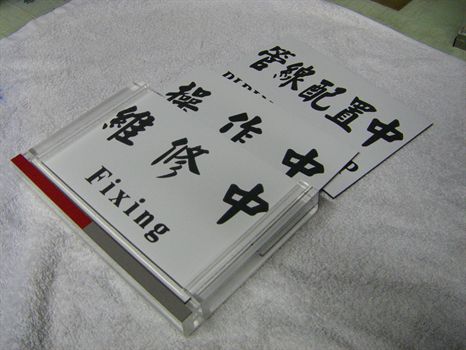 管線配置中
操作中
維修中
Fixing